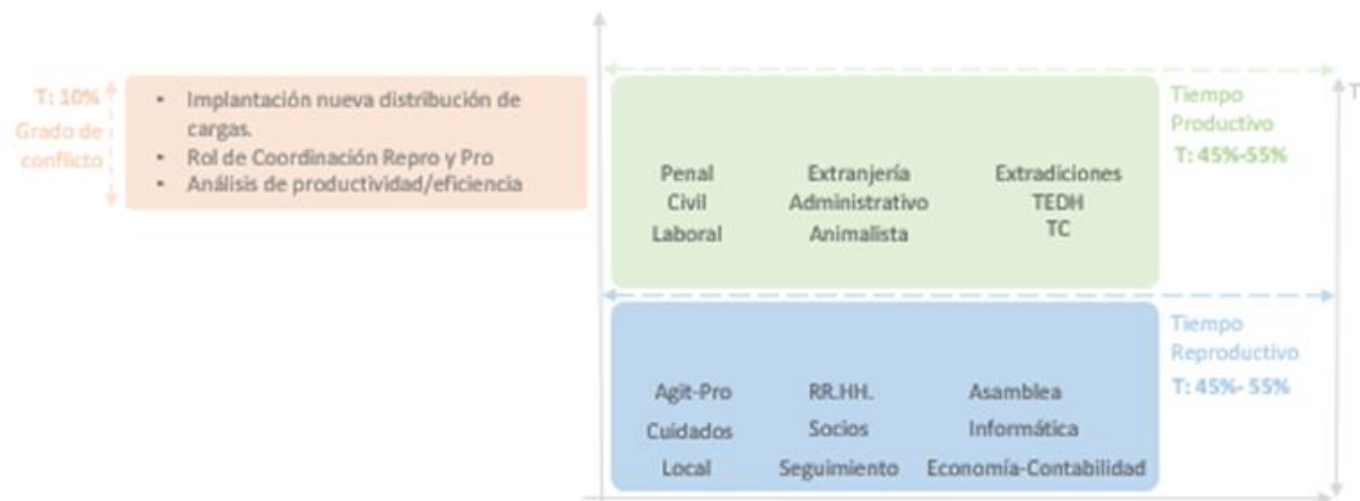 T: 10%
Grado de
conflicto
• Implantación nueva distribución de
cargas.
• Rol de Coordinación Repro y Pro
• Análisis de productividad/eficiencia
Penal Extranjería Extradiciones
Civil Administrativo TEDH
Laboral Animalista TC
Tiempo
Productivo
T: 45%-55%
T
Agit-Pro RR.HH. Asamblea
Cuidados Socios Informática
Local Seguimiento Economía-Contabilidad
Tiempo
Reproductivo
T: 45%- 55%